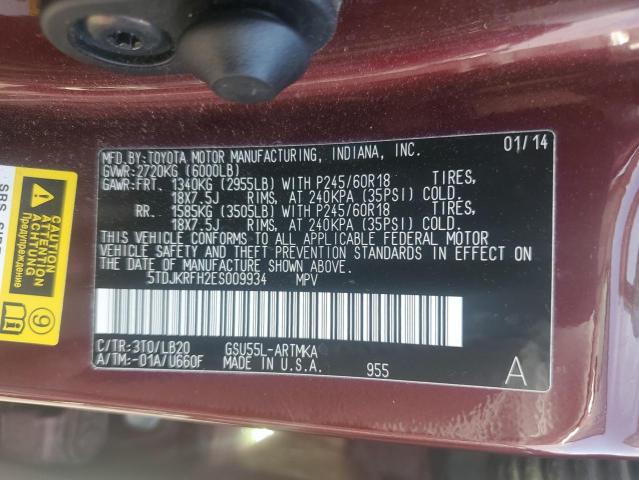 MFD. BY: TOYOTA MOTOR MANUFACTURING, INDIANA, INC. 01/14
GVWR: 2720KG (6000LB)
GAWR: FRT. 1340KG (2955LB) WITH P245/60R18 TIRES,
18X7.5J RIMS, AT 240KPA (35PSI) COLD.
RR. 1585KG (3505LB) WITH P245/60R18 TIRES,
18X7.5J RIMS, AT 240KPA (35PSI) COLD.
THIS VEHICLE CONFORMS TO ALL APPLICABLE FEDERAL MOTOR
VEHICLE SAFETY AND THEFT PREVENTION STANDARDS IN EFFECT ON
THE DATE OF MANUFACTURE SHOWN ABOVE.
5TDJKRFH2ES009934 MPV
C/TR: 3T0/LB20 GSU55L-ARTMKA
A/TM: -01A/U660F MADE IN U.S.A. 955 A
CAUTION
ATTENTION
ACHTUNG
Предупреждение
9
SRS